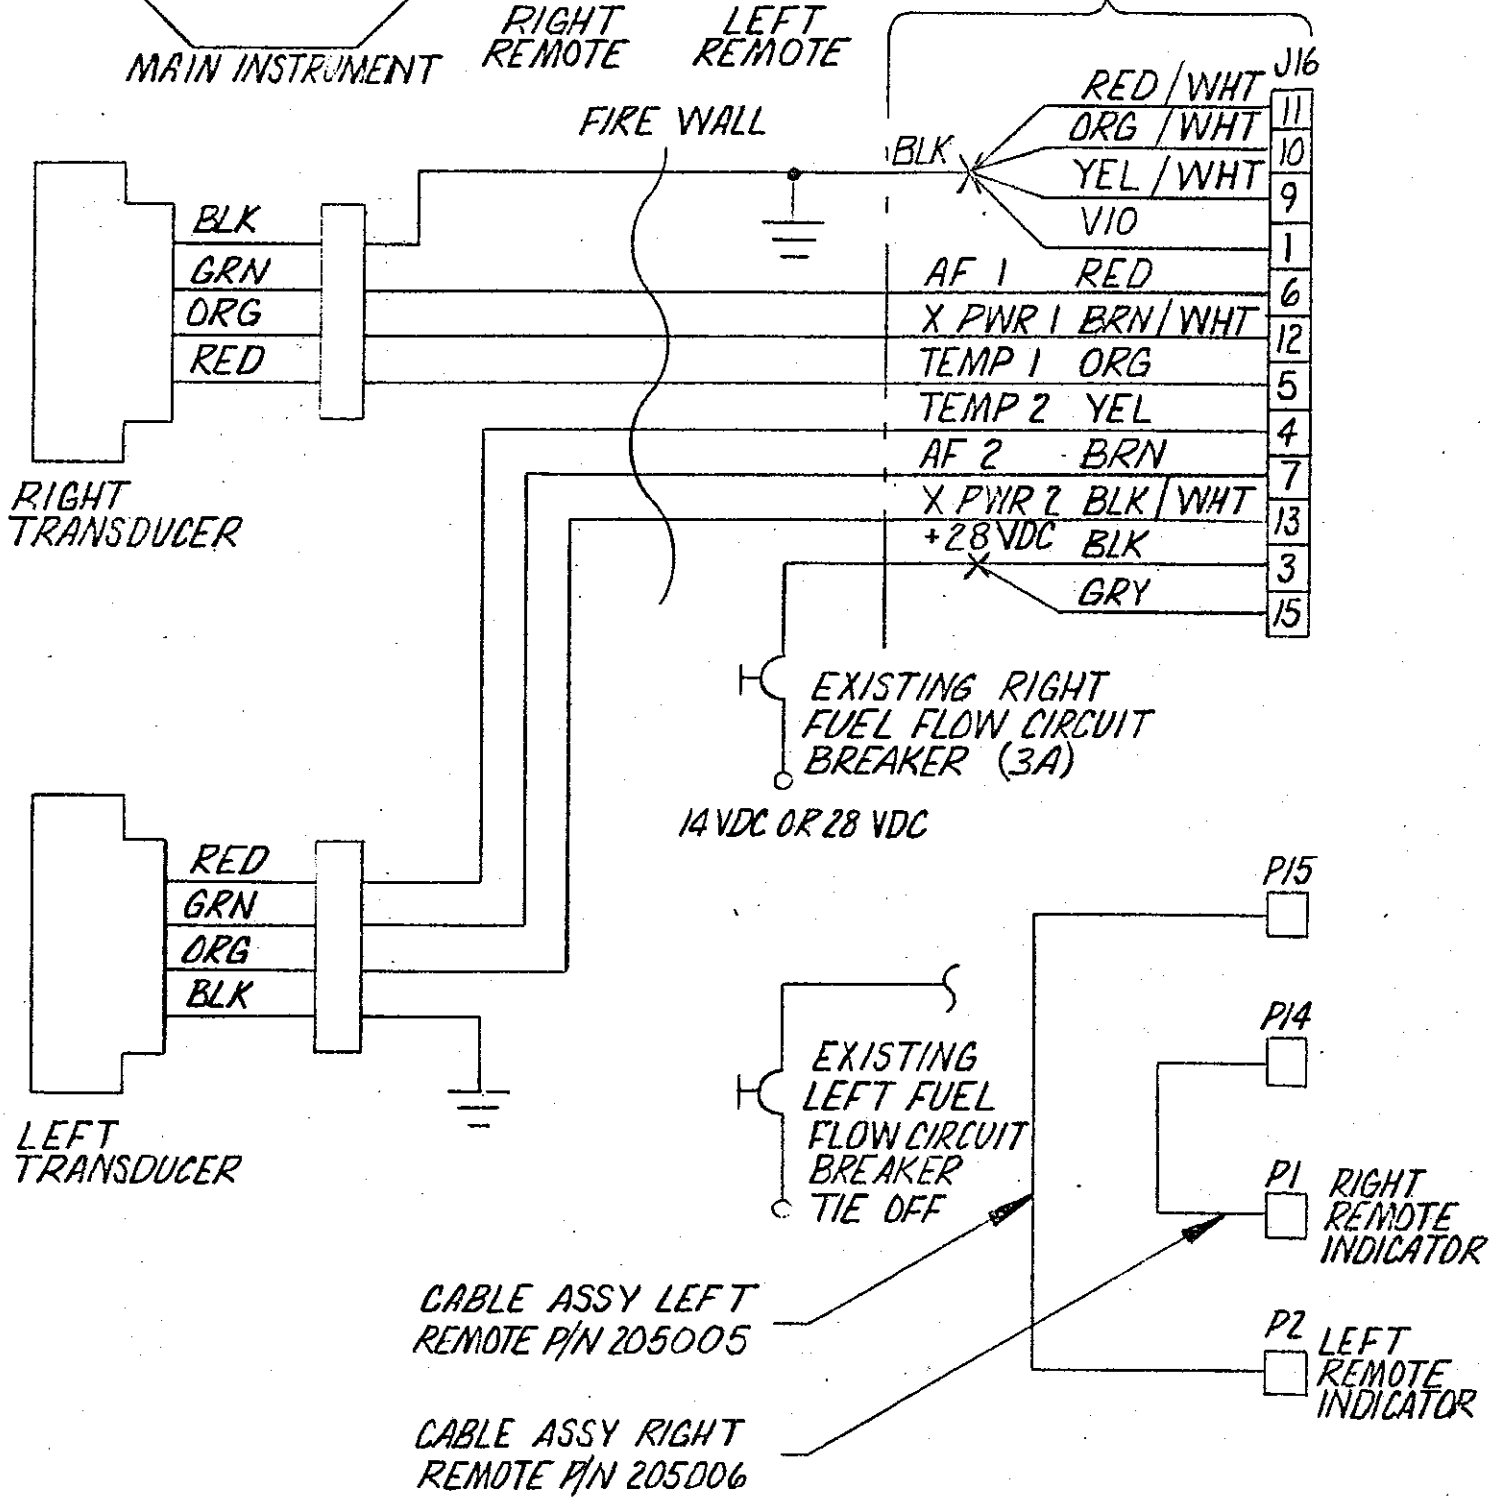 RIGHT
REMOTE
LEFT
REMOTE
MAIN INSTRUMENT
FIRE WALL
J16
RED/WHT 11
BLK
ORG/WHT 10
YEL/WHT 9
VIO 1
AF 1 RED 6
X PWR 1 BRN/WHT 12
TEMP 1 ORG 5
TEMP 2 YEL 4
AF 2 BRN 7
X PWR 2 BLK/WHT 13
+28VDC BLK 3
GRY 15
BLK
GRN
ORG
RED
RIGHT
TRANSDUCER
EXISTING RIGHT
FUEL FLOW CIRCUIT
BREAKER (3A)
14 VDC OR 28 VDC
RED
GRN
ORG
BLK
LEFT
TRANSDUCER
EXISTING
LEFT FUEL
FLOW CIRCUIT
BREAKER
TIE OFF
P15
P14
P1
RIGHT
REMOTE
INDICATOR
P2
LEFT
REMOTE
INDICATOR
CABLE ASSY LEFT
REMOTE P/N 205005
CABLE ASSY RIGHT
REMOTE P/N 205006